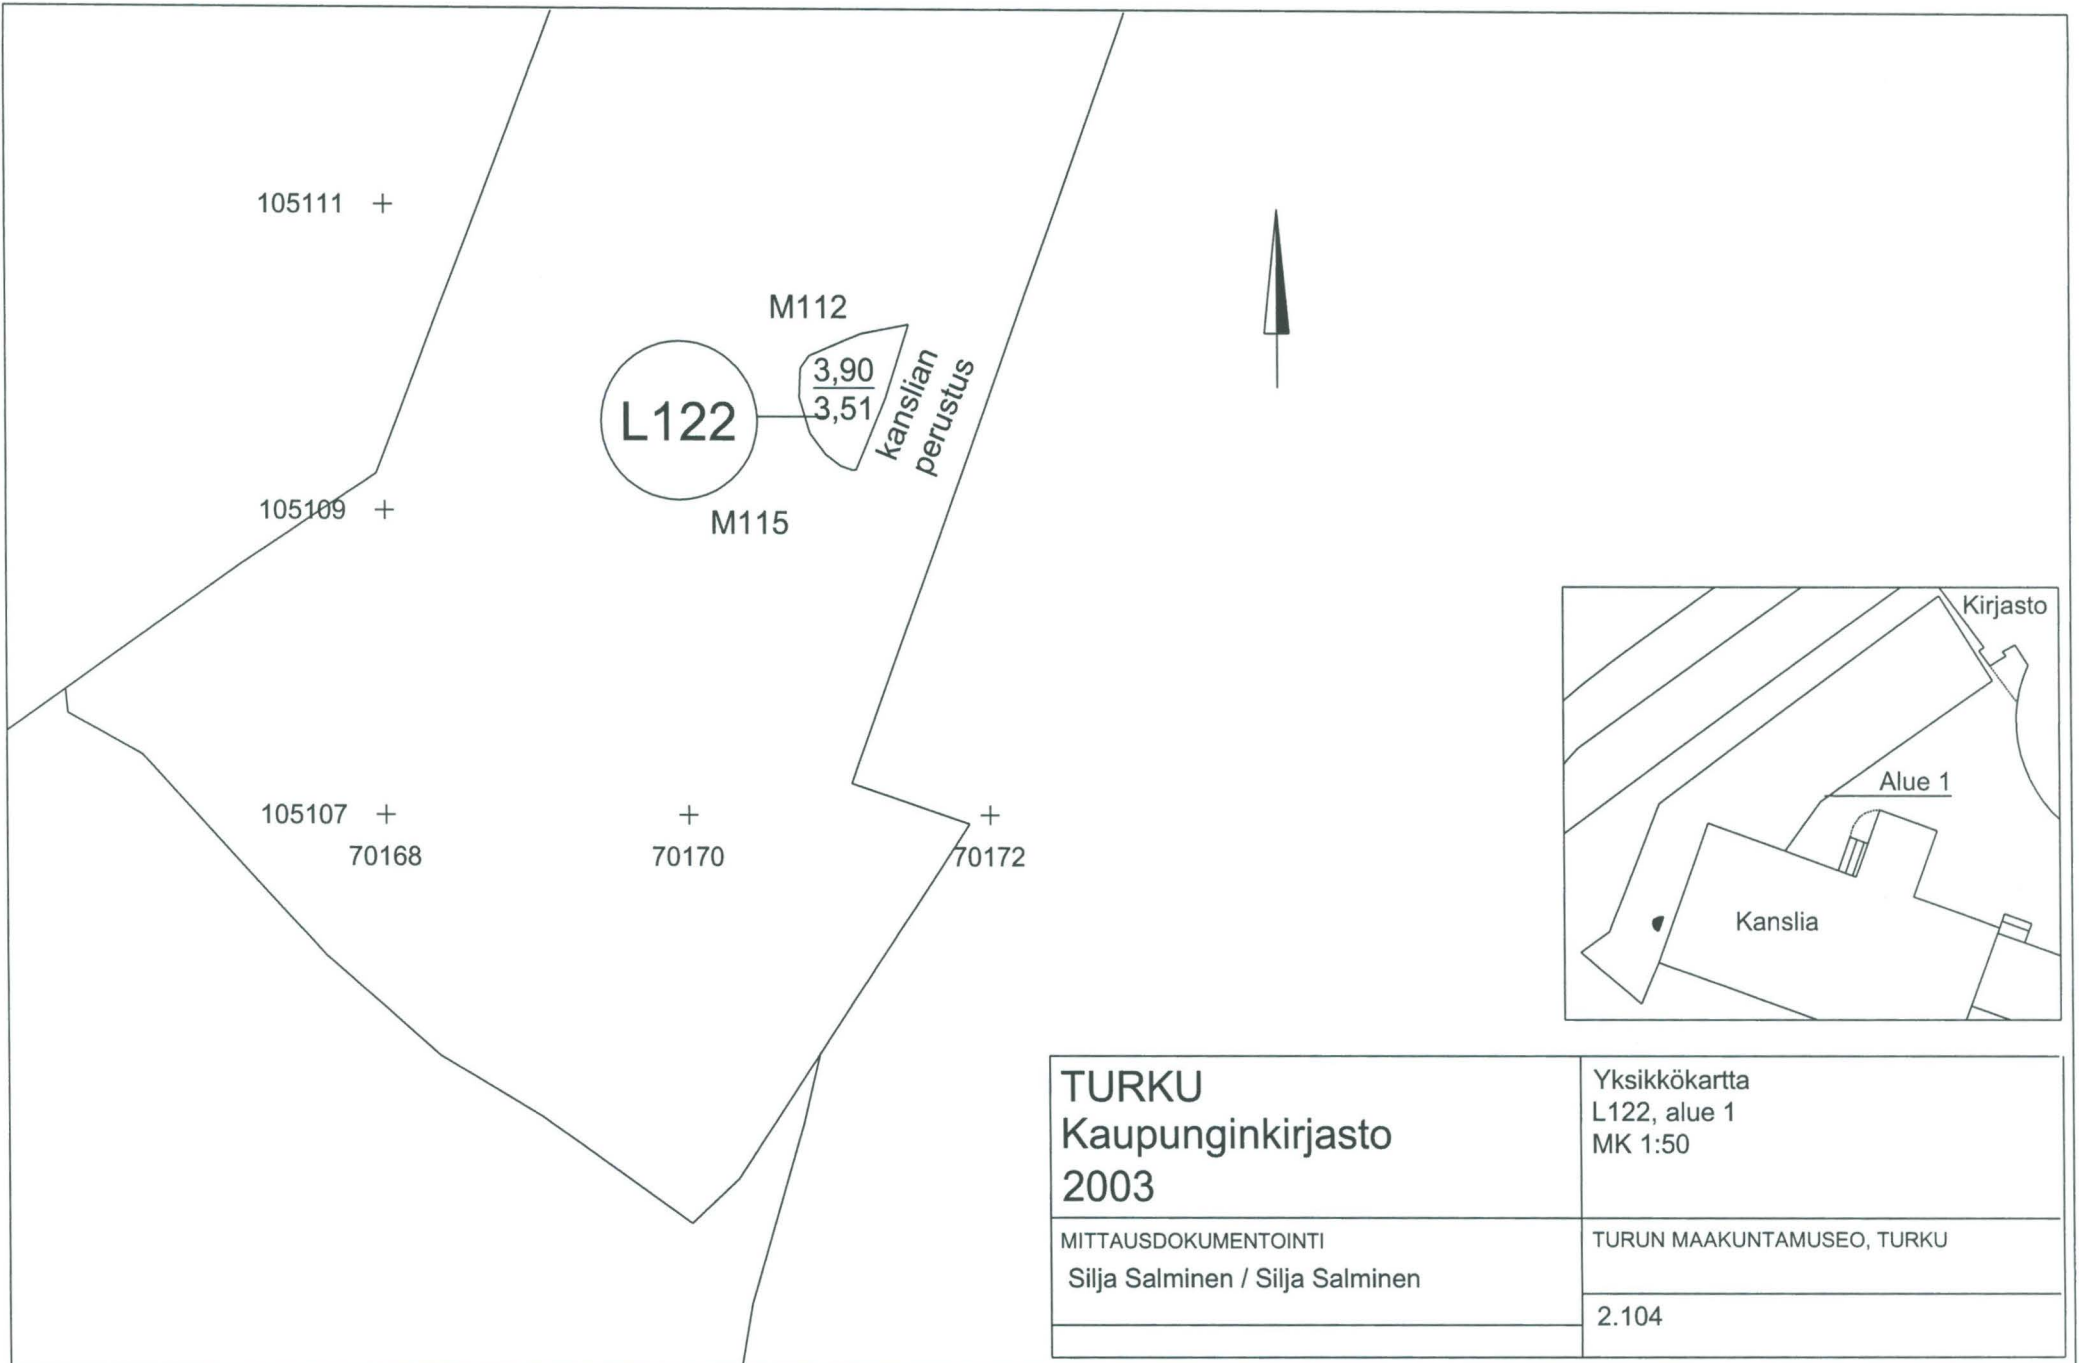 105111
M112
3,90
3,51
L122
kanslian
perustus
105109
M115
105107
70168
70170
70172
Kirjasto
Alue 1
Kanslia
TURKU
Kaupunginkirjasto
2003
Yksikkökartta
L122, alue 1
MK 1:50
MITTAUSDOKUMENTOINTI
Silja Salminen / Silja Salminen
TURUN MAAKUNTAMUSEO, TURKU
2.104